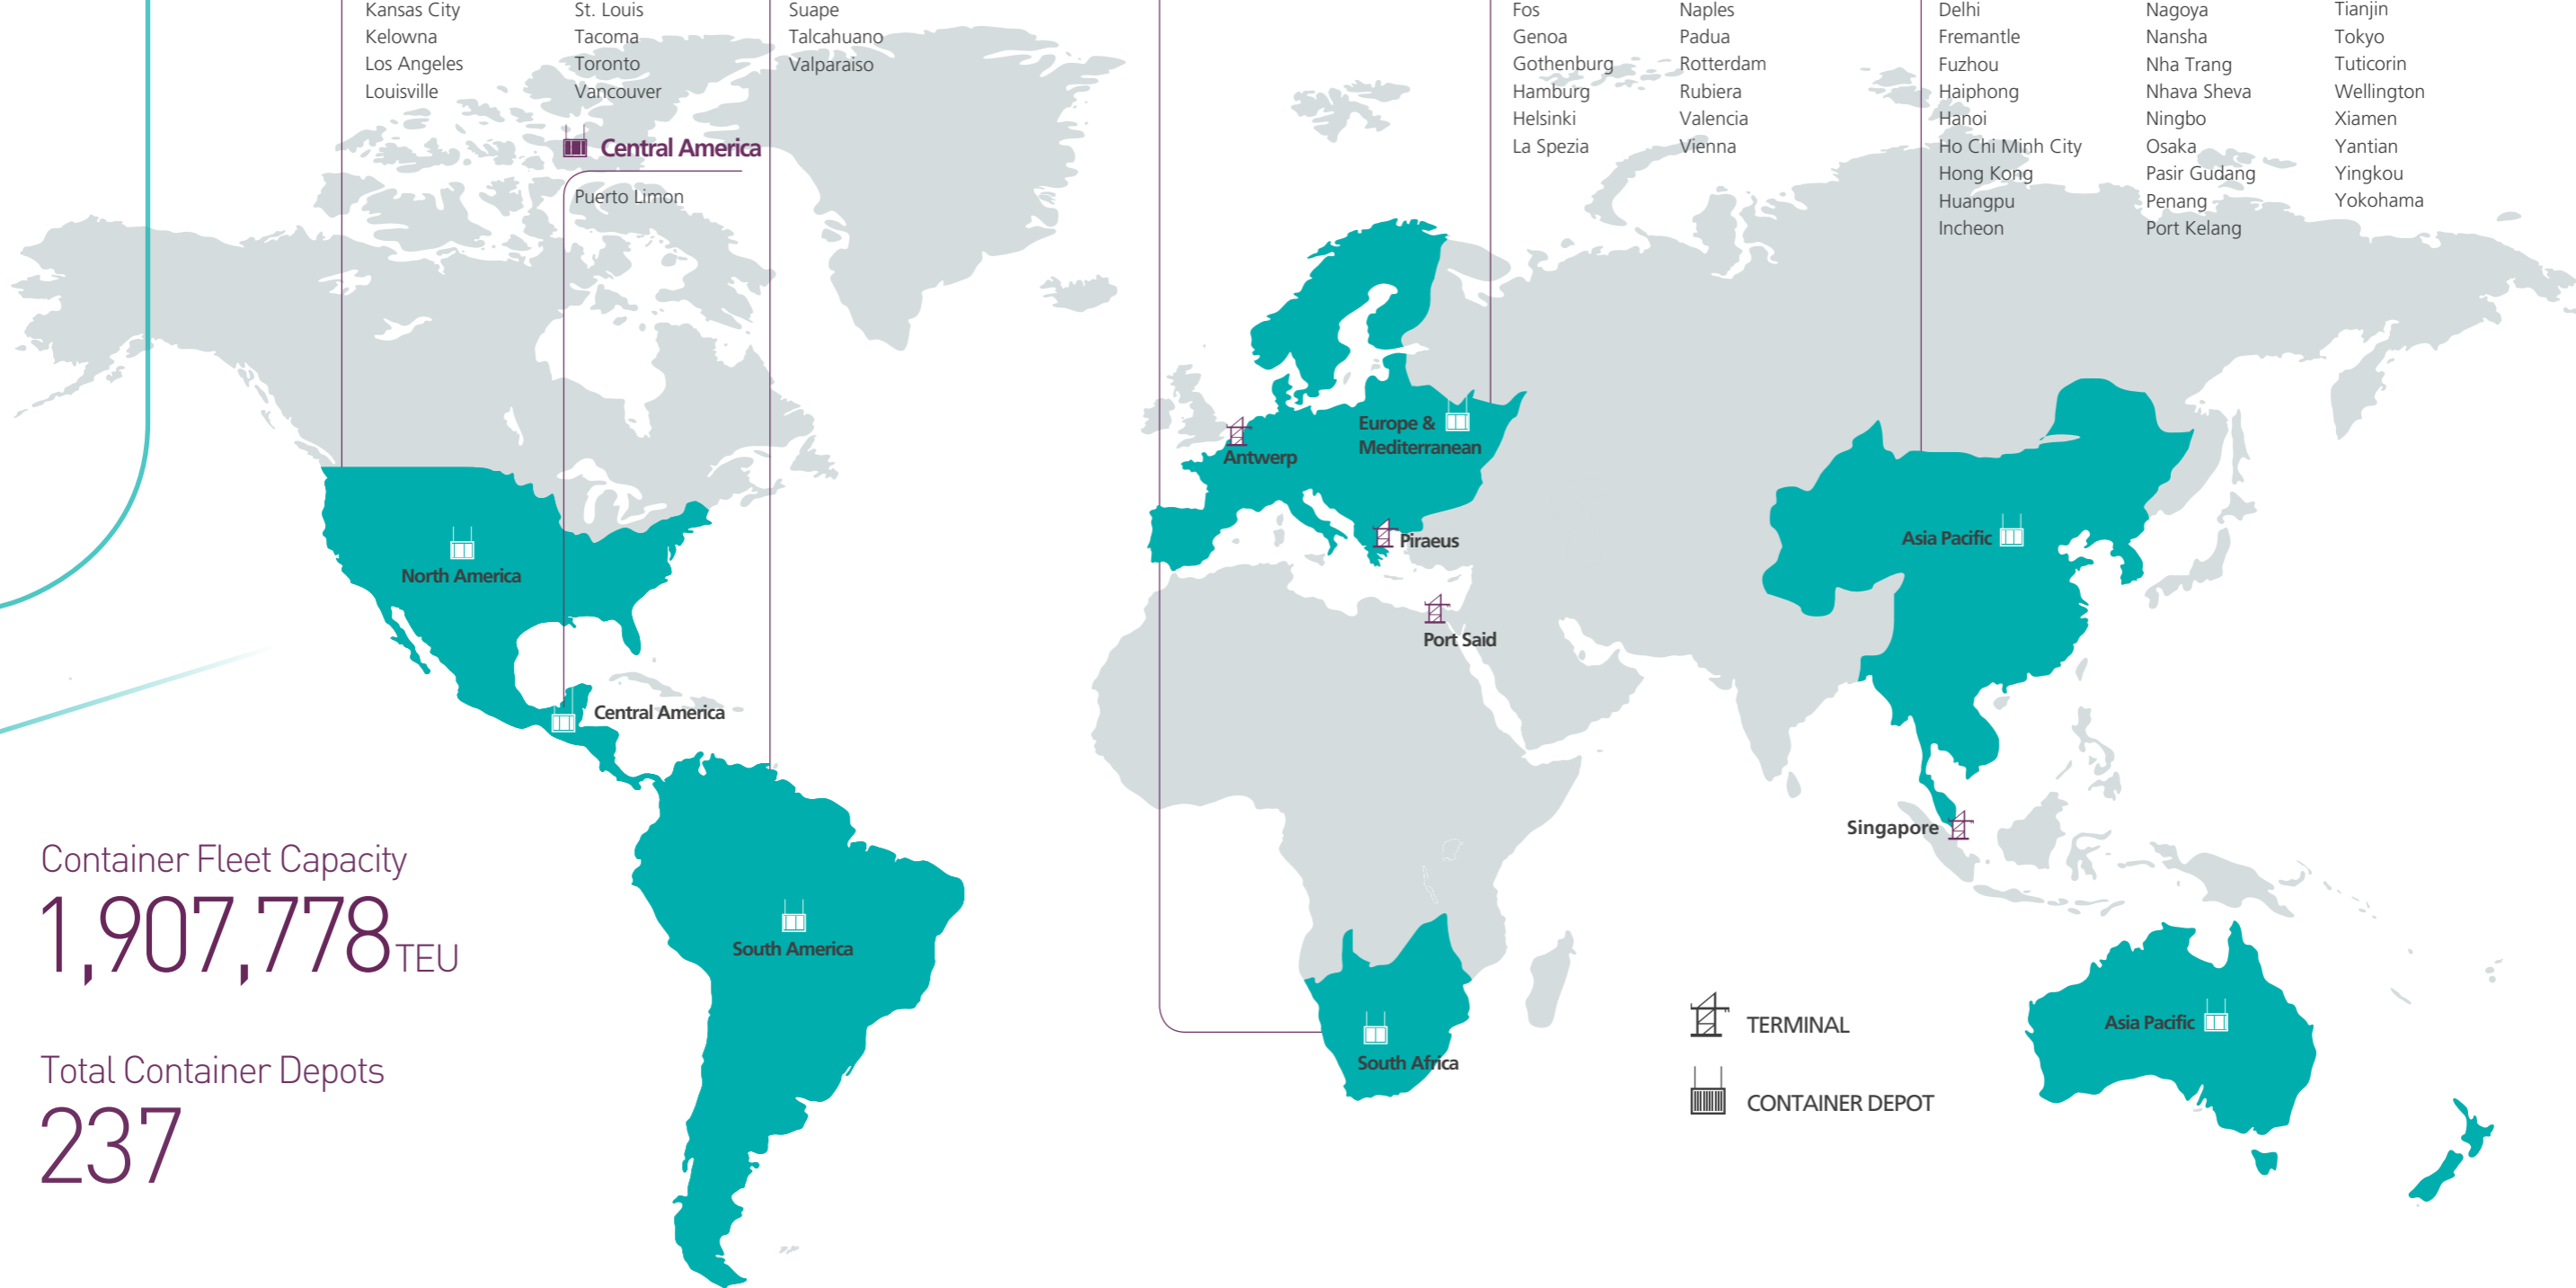 Kansas City
Kelowna
Los Angeles
Louisville
St. Louis
Tacoma
Toronto
Vancouver
Central America
Puerto Limon
Suape
Talcahuano
Valparaiso
Fos
Genoa
Gothenburg
Hamburg
Helsinki
La Spezia
Naples
Padua
Rotterdam
Rubiera
Valencia
Vienna
Delhi
Fremantle
Fuzhou
Haiphong
Hanoi
Ho Chi Minh City
Hong Kong
Huangpu
Incheon
Nagoya
Nansha
Nha Trang
Nhava Sheva
Ningbo
Osaka
Pasir Gudang
Penang
Port Kelang
Tianjin
Tokyo
Tuticorin
Wellington
Xiamen
Yantian
Yingkou
Yokohama
Europe &
Mediterranean
Antwerp
Piraeus
Port Said
North America
Central America
South America
South Africa
Asia Pacific
Singapore
Asia Pacific
Container Fleet Capacity
1,907,778 TEU
Total Container Depots
237
TERMINAL
CONTAINER DEPOT